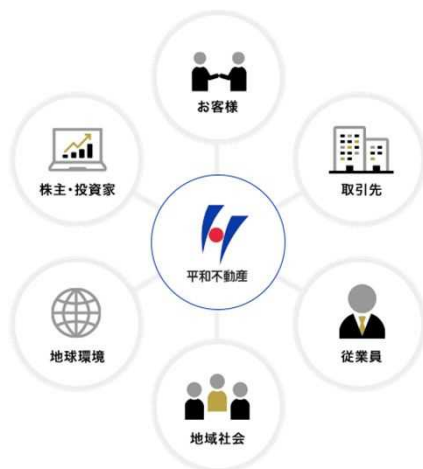 お客様
株主・投資家
取引先
平和不動産
地球環境
従業員
地域社会